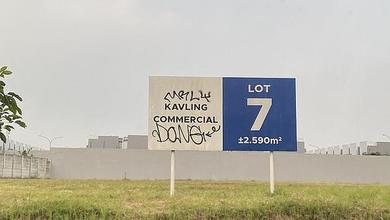 KAVLING
COMMERCIAL
LOT
7
±2.590m²